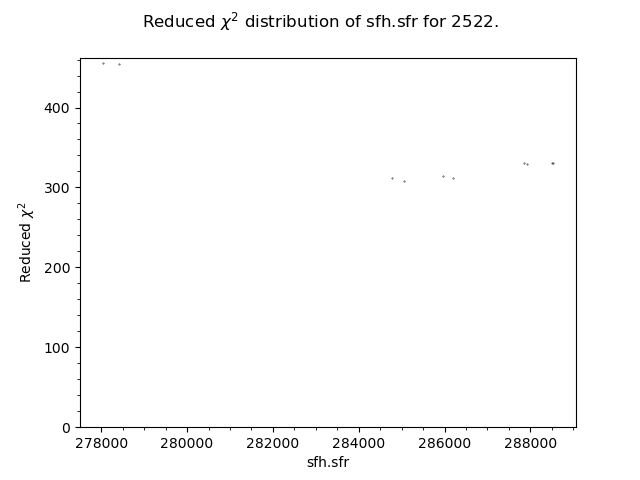 Reduced χ² distribution of sfh.sfr for 2522.
400
300
200
100
0
Reduced χ²
278000 280000 282000 284000 286000 288000
sfh.sfr